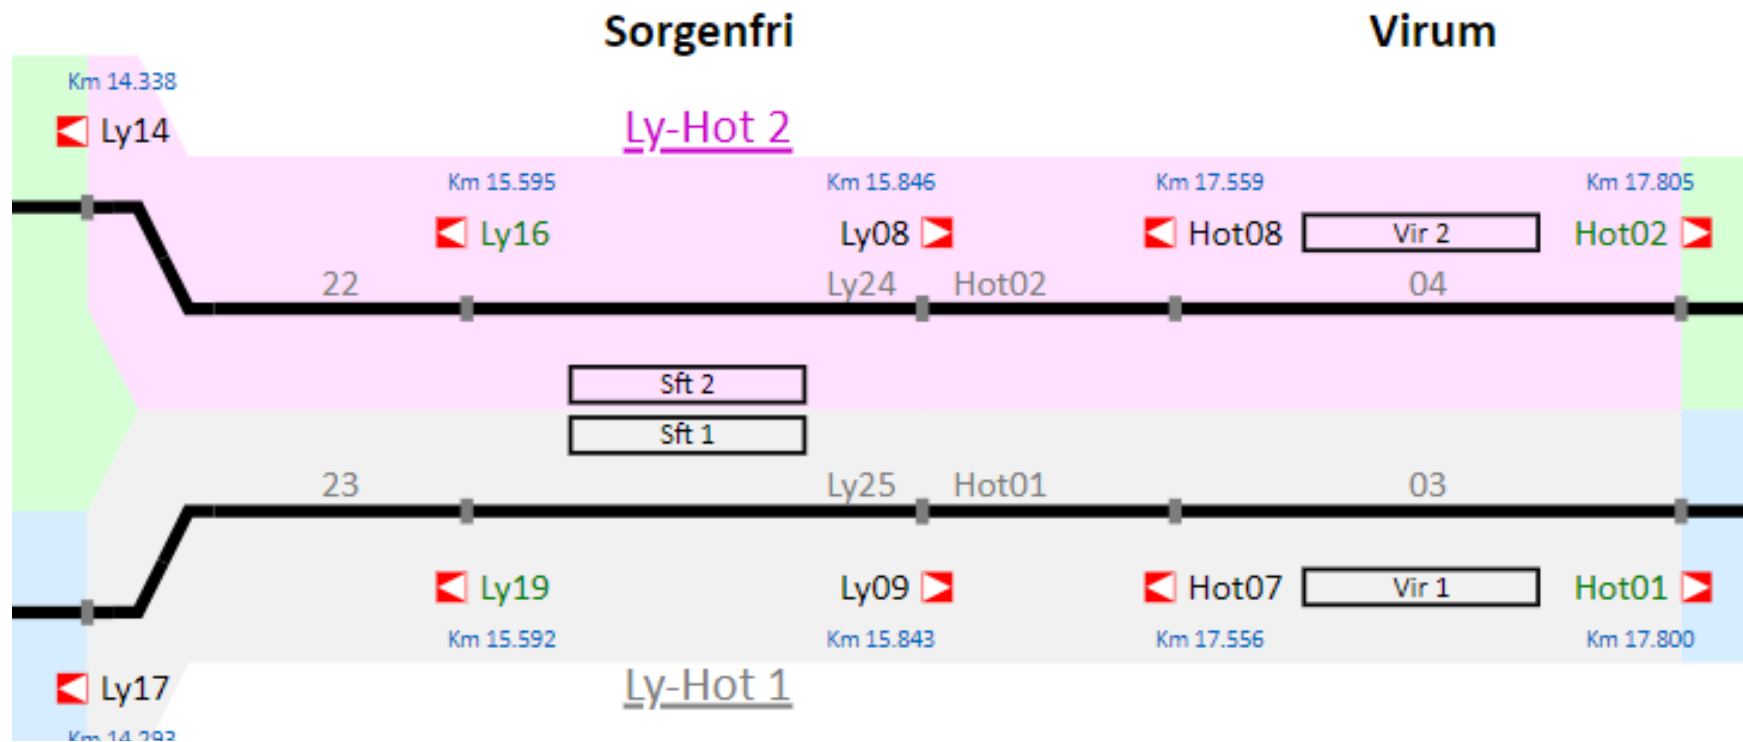 Sorgenfri
Virum
Km 14.338
Ly14
Ly-Hot 2
Km 15.595
Km 15.846
Km 17.559
Km 17.805
Ly16
Ly08
Hot08
Vir 2
Hot02
22
Ly24
Hot02
04
Sft 2
Sft 1
23
Ly25
Hot01
03
Ly19
Ly09
Hot07
Vir 1
Hot01
Km 15.592
Km 15.843
Km 17.556
Km 17.800
Ly17
Ly-Hot 1
Km 14.293